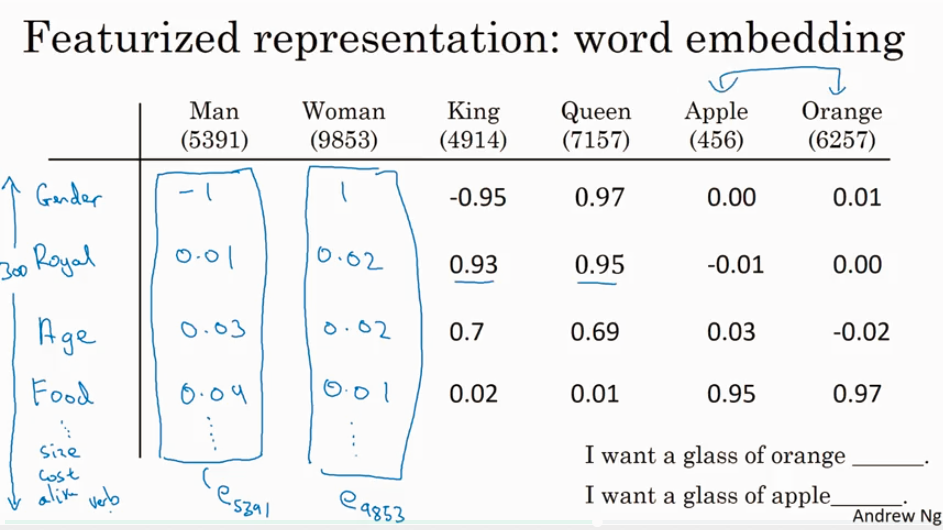 Featurized representation: word embedding
Man Woman King Queen Apple Orange
(5391) (9853) (4914) (7157) (456) (6257)
Gender -1 1 -0.95 0.97 0.00 0.01
300 Royal 0.01 0.02 0.93 0.95 -0.01 0.00
Age 0.03 0.02 0.7 0.69 0.03 -0.02
Food 0.04 0.01 0.02 0.01 0.95 0.97
size
cost
I want a glass of orange ______.
alive verb
e5391 e9853
I want a glass of apple______.
Andrew Ng